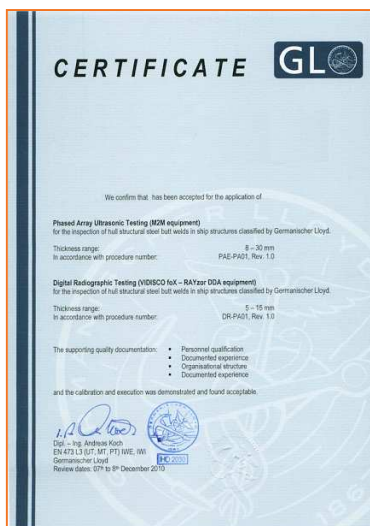 CERTIFICATE
GL
We confirm that has been accepted for the application of
Phased Array Ultrasonic Testing (M2M equipment)
for the inspection of hull structural steel butt welds in ship structures classified by Germanischer Lloyd.
Thickness range: 8 – 30 mm
In accordance with procedure number: PAE-PA01, Rev. 1.0
Digital Radiographic Testing (VIDISCO foX – RAYzor DDA equipment)
for the inspection of hull structural steel butt welds in ship structures classified by Germanischer Lloyd.
Thickness range: 5 – 15 mm
In accordance with procedure number: DR-PA01, Rev. 1.0
The supporting quality documentation: • Personnel qualification
• Documented experience
• Organisational structure
• Documented experience
and the calibration and execution was demonstrated and found acceptable.
Dipl. – Ing. Andreas Koch
EN 473 L3 (UT, MT, PT) IWE, IWI
Germanischer Lloyd
Review dates: 07th to 8th December 2010